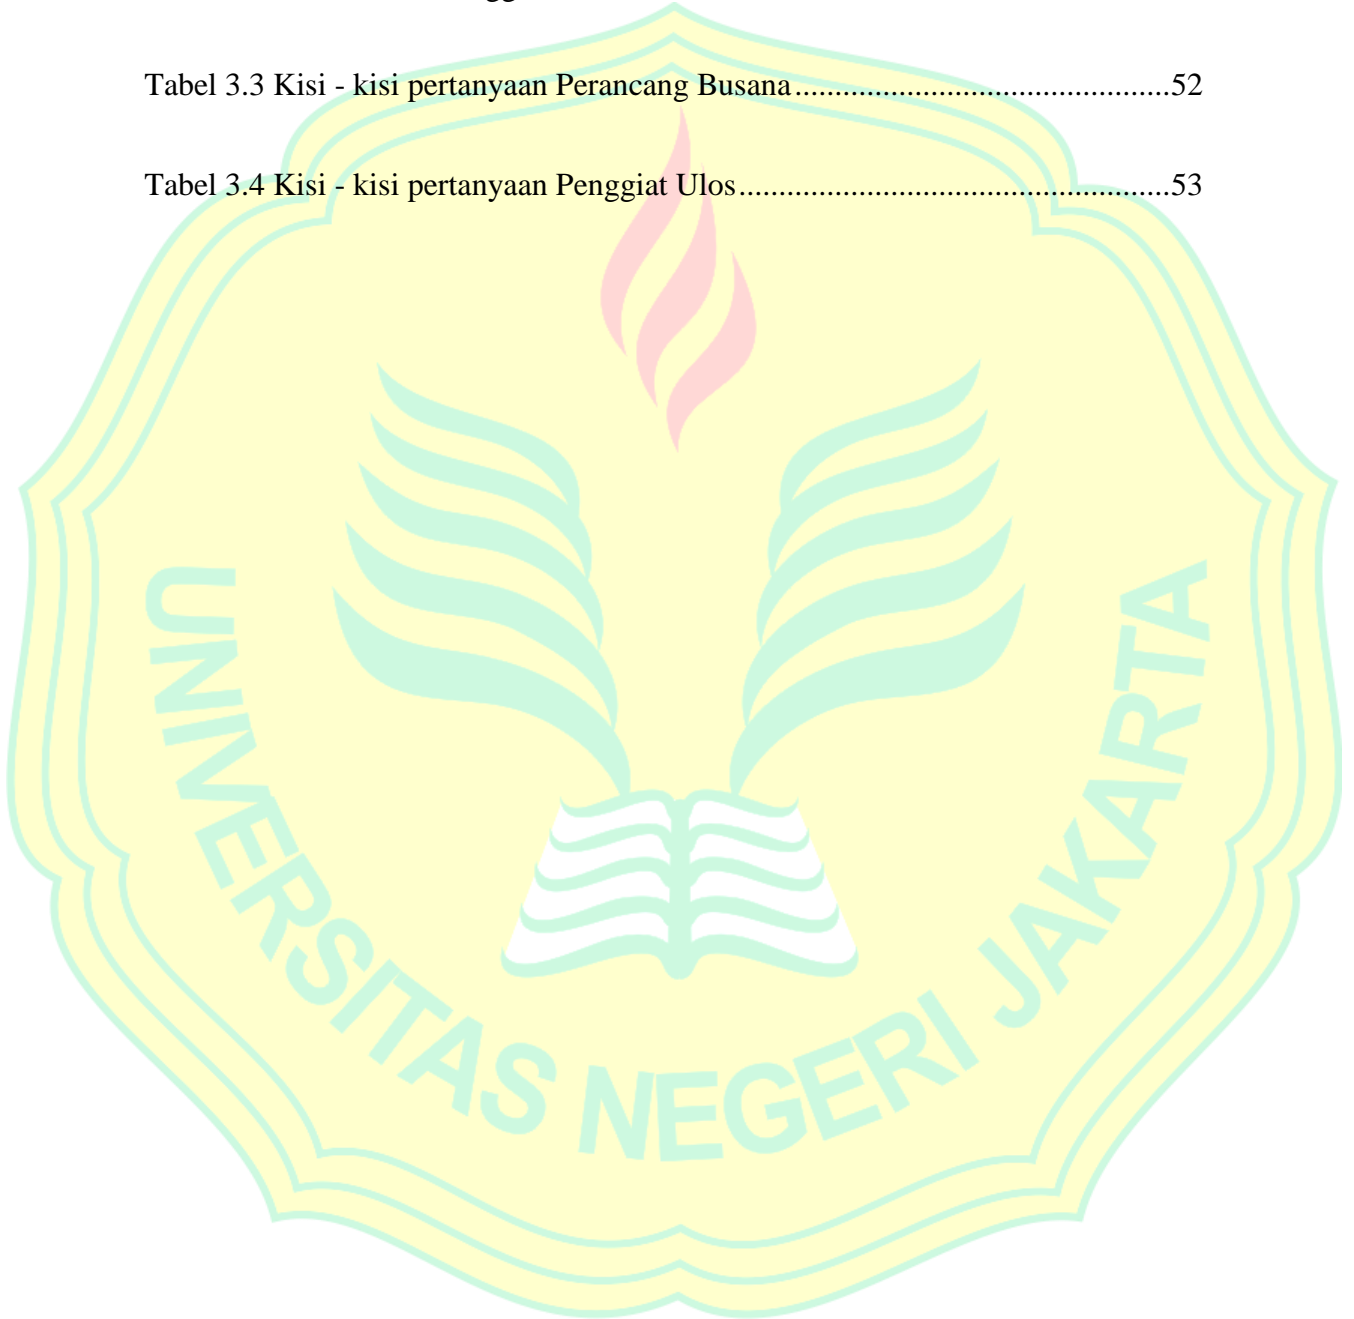 Tabel 3.3 Kisi - kisi pertanyaan Perancang Busana...............................................52
Tabel 3.4 Kisi - kisi pertanyaan Penggiat Ulos......................................................53
UNIVERSITAS NEGERI JAKARTA